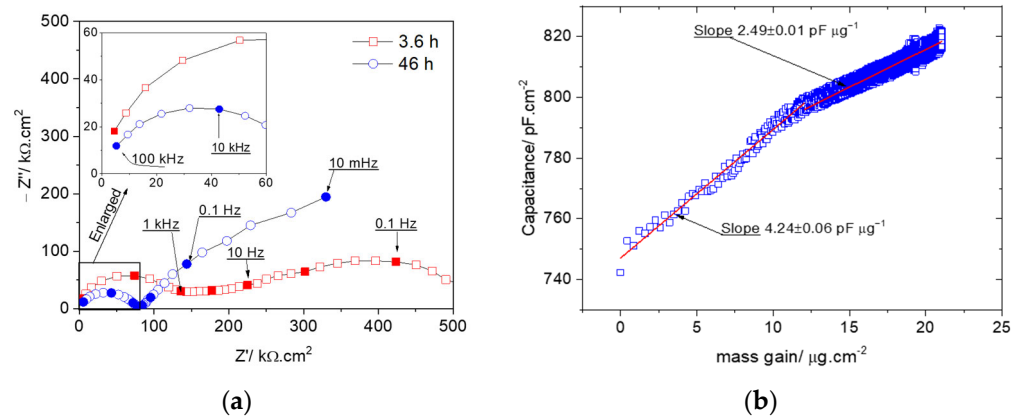 500
400
300
200
100
0
− Z''/ kΩ.cm²
0
100
200
300
400
500
Z'/ kΩ.cm²
60
40
20
0
0
10
20
30
40
50
60
3.6 h
46 h
100 kHz
10 kHz
Enlarged
1 kHz
0.1 Hz
10 mHz
10 Hz
0.1 Hz
(a)
820
800
780
760
740
Capacitance/ pF.cm⁻²
0
5
10
15
20
25
mass gain/ μg.cm⁻²
Slope 2.49±0.01 pF μg⁻¹
Slope 4.24±0.06 pF μg⁻¹
(b)